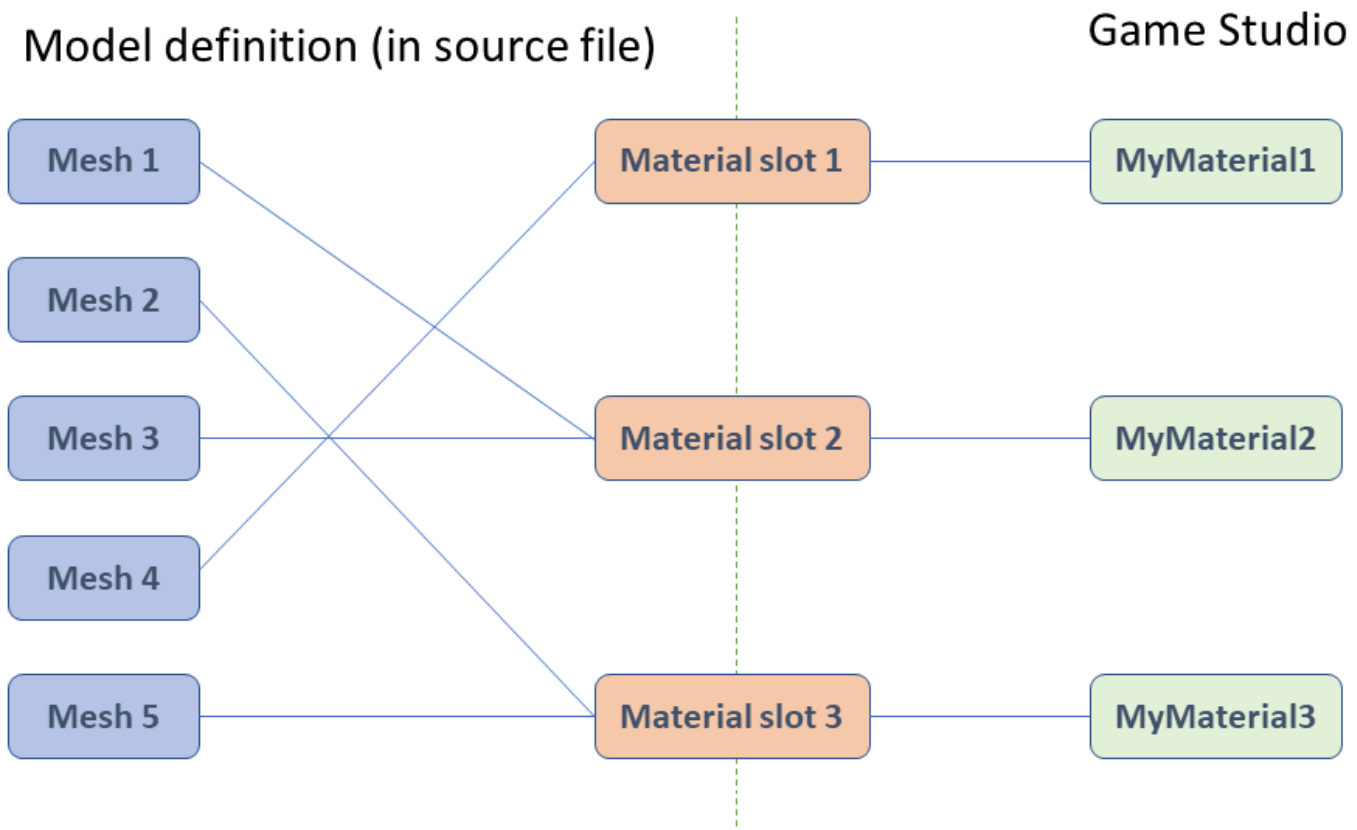 Model definition (in source file)
Game Studio
Mesh 1
Material slot 1
MyMaterial1
Mesh 2
Mesh 3
Material slot 2
MyMaterial2
Mesh 4
Mesh 5
Material slot 3
MyMaterial3